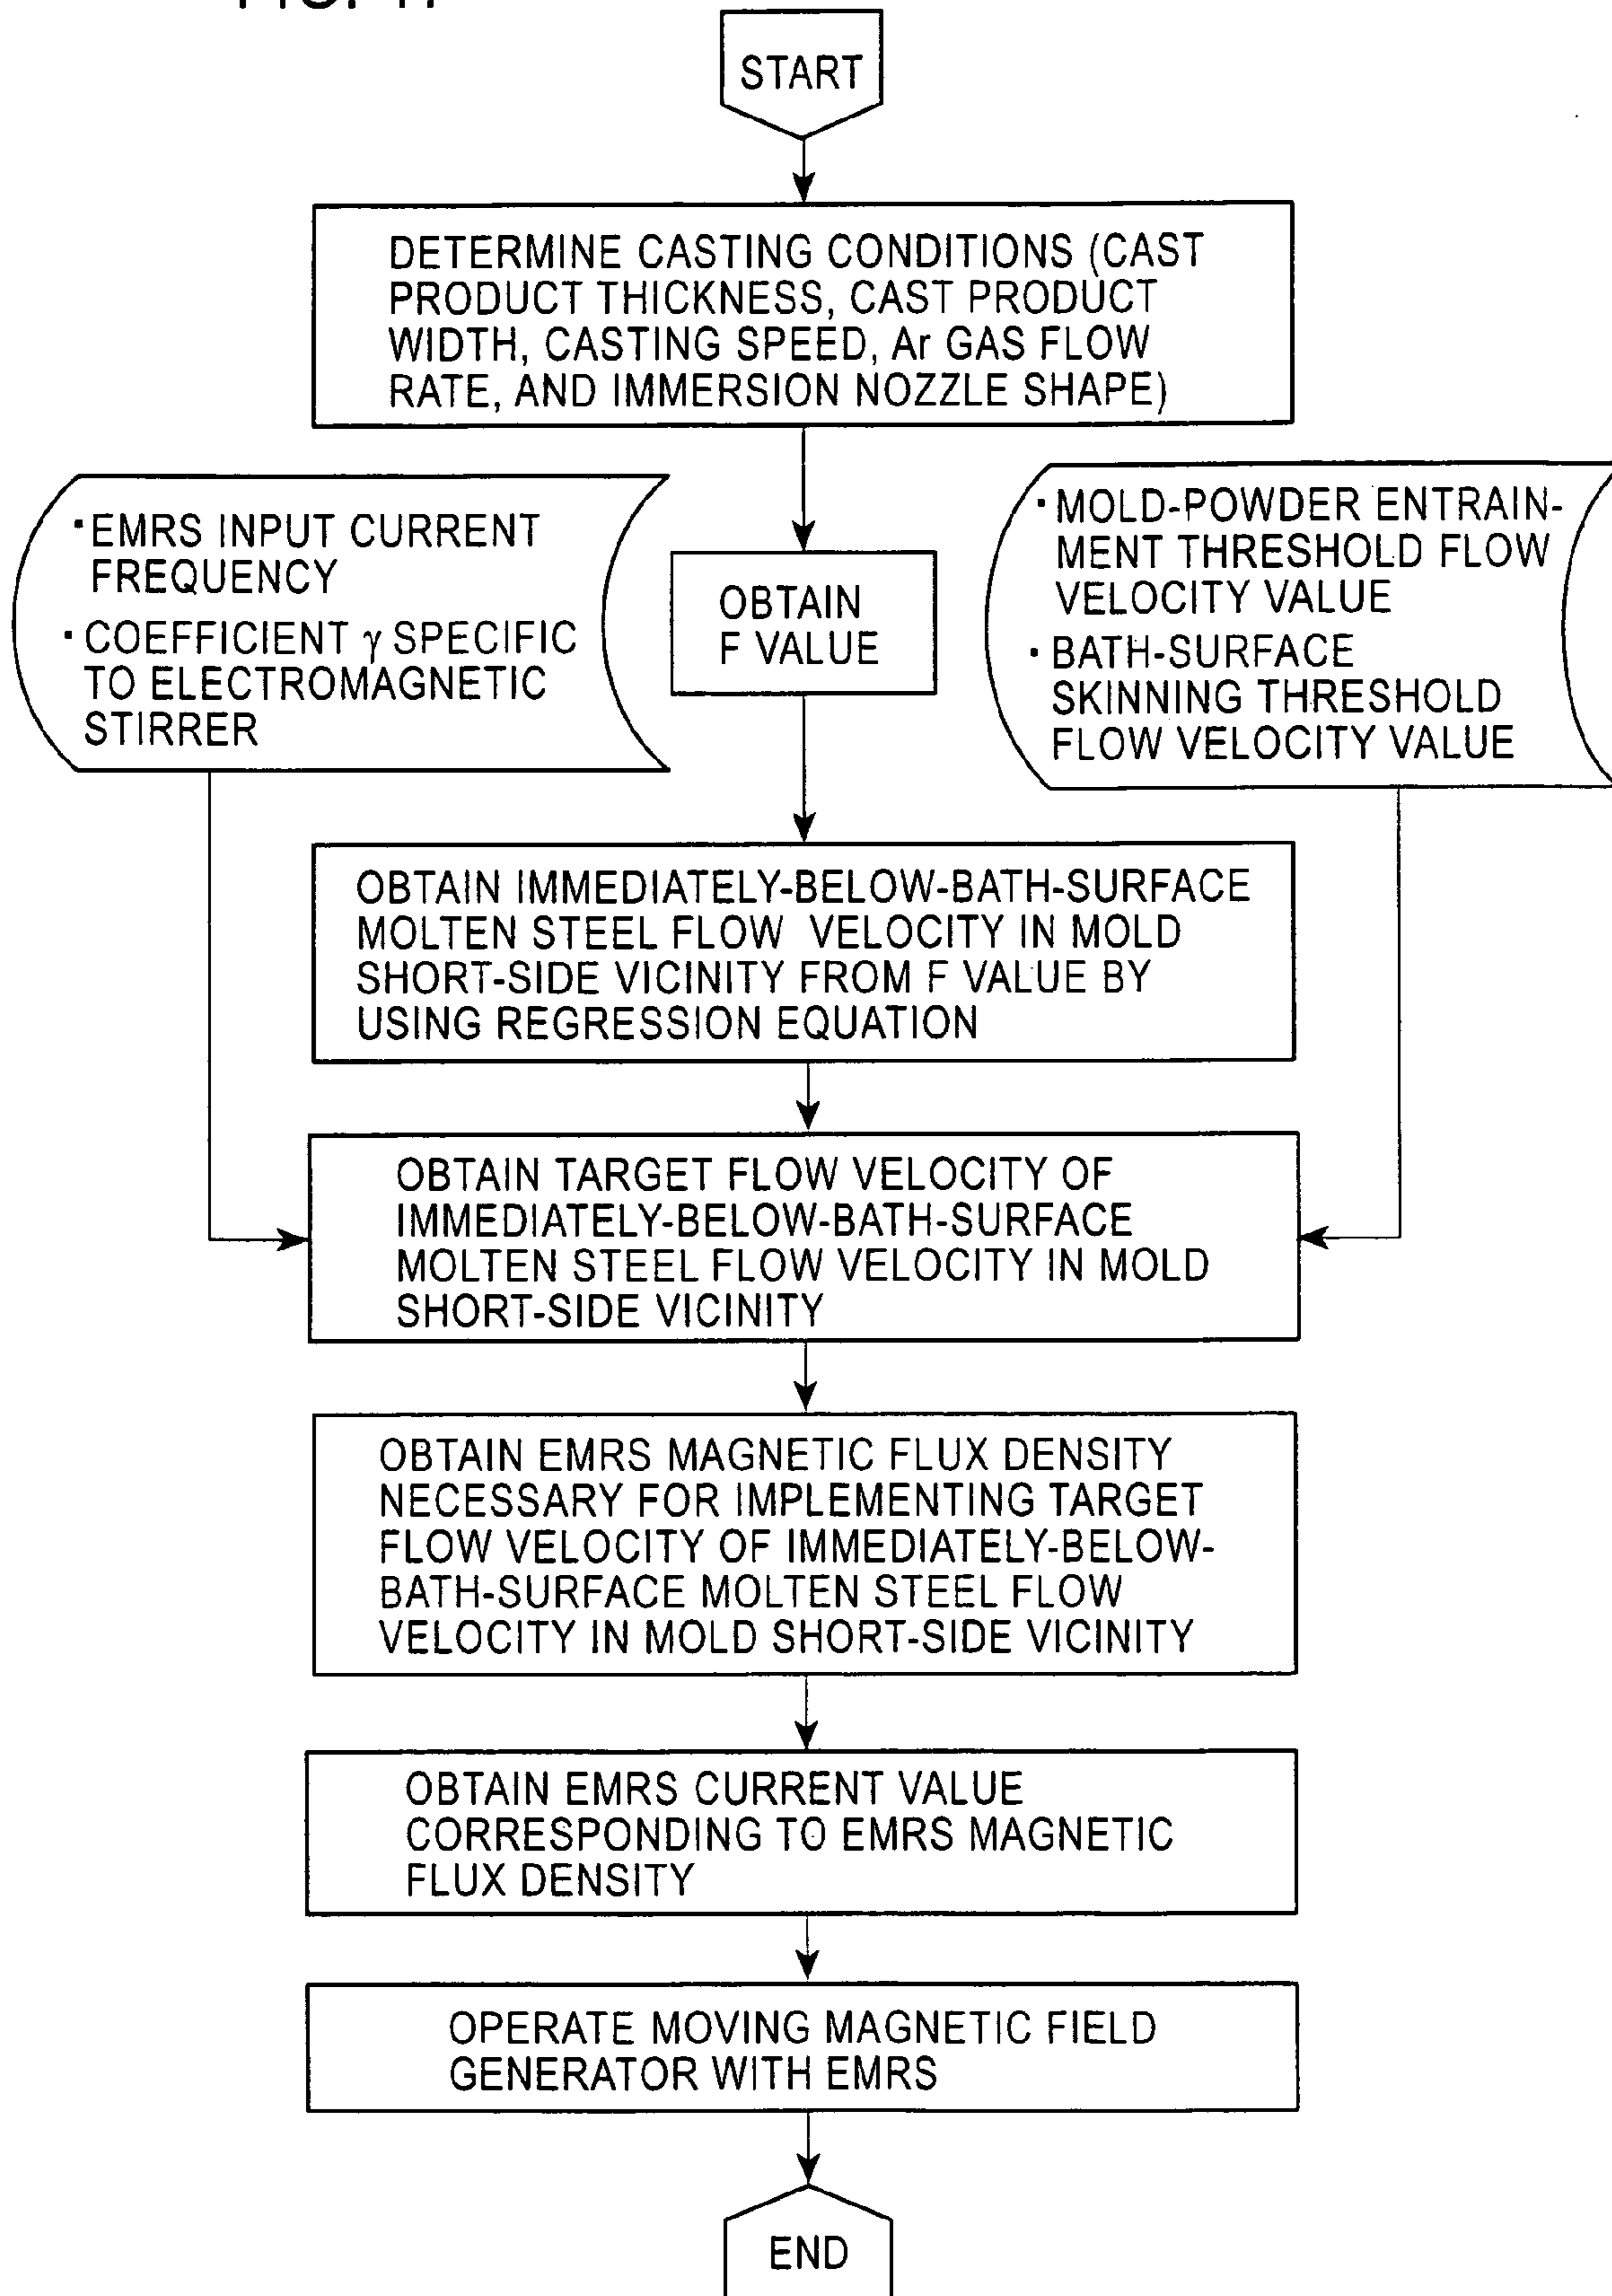 START
DETERMINE CASTING CONDITIONS (CAST
PRODUCT THICKNESS, CAST PRODUCT
WIDTH, CASTING SPEED, Ar GAS FLOW
RATE, AND IMMERSION NOZZLE SHAPE)
· EMRS INPUT CURRENT
FREQUENCY
· COEFFICIENT γ SPECIFIC
TO ELECTROMAGNETIC
STIRRER
OBTAIN
F VALUE
· MOLD-POWDER ENTRAIN-
MENT THRESHOLD FLOW
VELOCITY VALUE
· BATH-SURFACE
SKINNING THRESHOLD
FLOW VELOCITY VALUE
OBTAIN IMMEDIATELY-BELOW-BATH-SURFACE
MOLTEN STEEL FLOW VELOCITY IN MOLD
SHORT-SIDE VICINITY FROM F VALUE BY
USING REGRESSION EQUATION
OBTAIN TARGET FLOW VELOCITY OF
IMMEDIATELY-BELOW-BATH-SURFACE
MOLTEN STEEL FLOW VELOCITY IN MOLD
SHORT-SIDE VICINITY
OBTAIN EMRS MAGNETIC FLUX DENSITY
NECESSARY FOR IMPLEMENTING TARGET
FLOW VELOCITY OF IMMEDIATELY-BELOW-
BATH-SURFACE MOLTEN STEEL FLOW
VELOCITY IN MOLD SHORT-SIDE VICINITY
OBTAIN EMRS CURRENT VALUE
CORRESPONDING TO EMRS MAGNETIC
FLUX DENSITY
OPERATE MOVING MAGNETIC FIELD
GENERATOR WITH EMRS
END